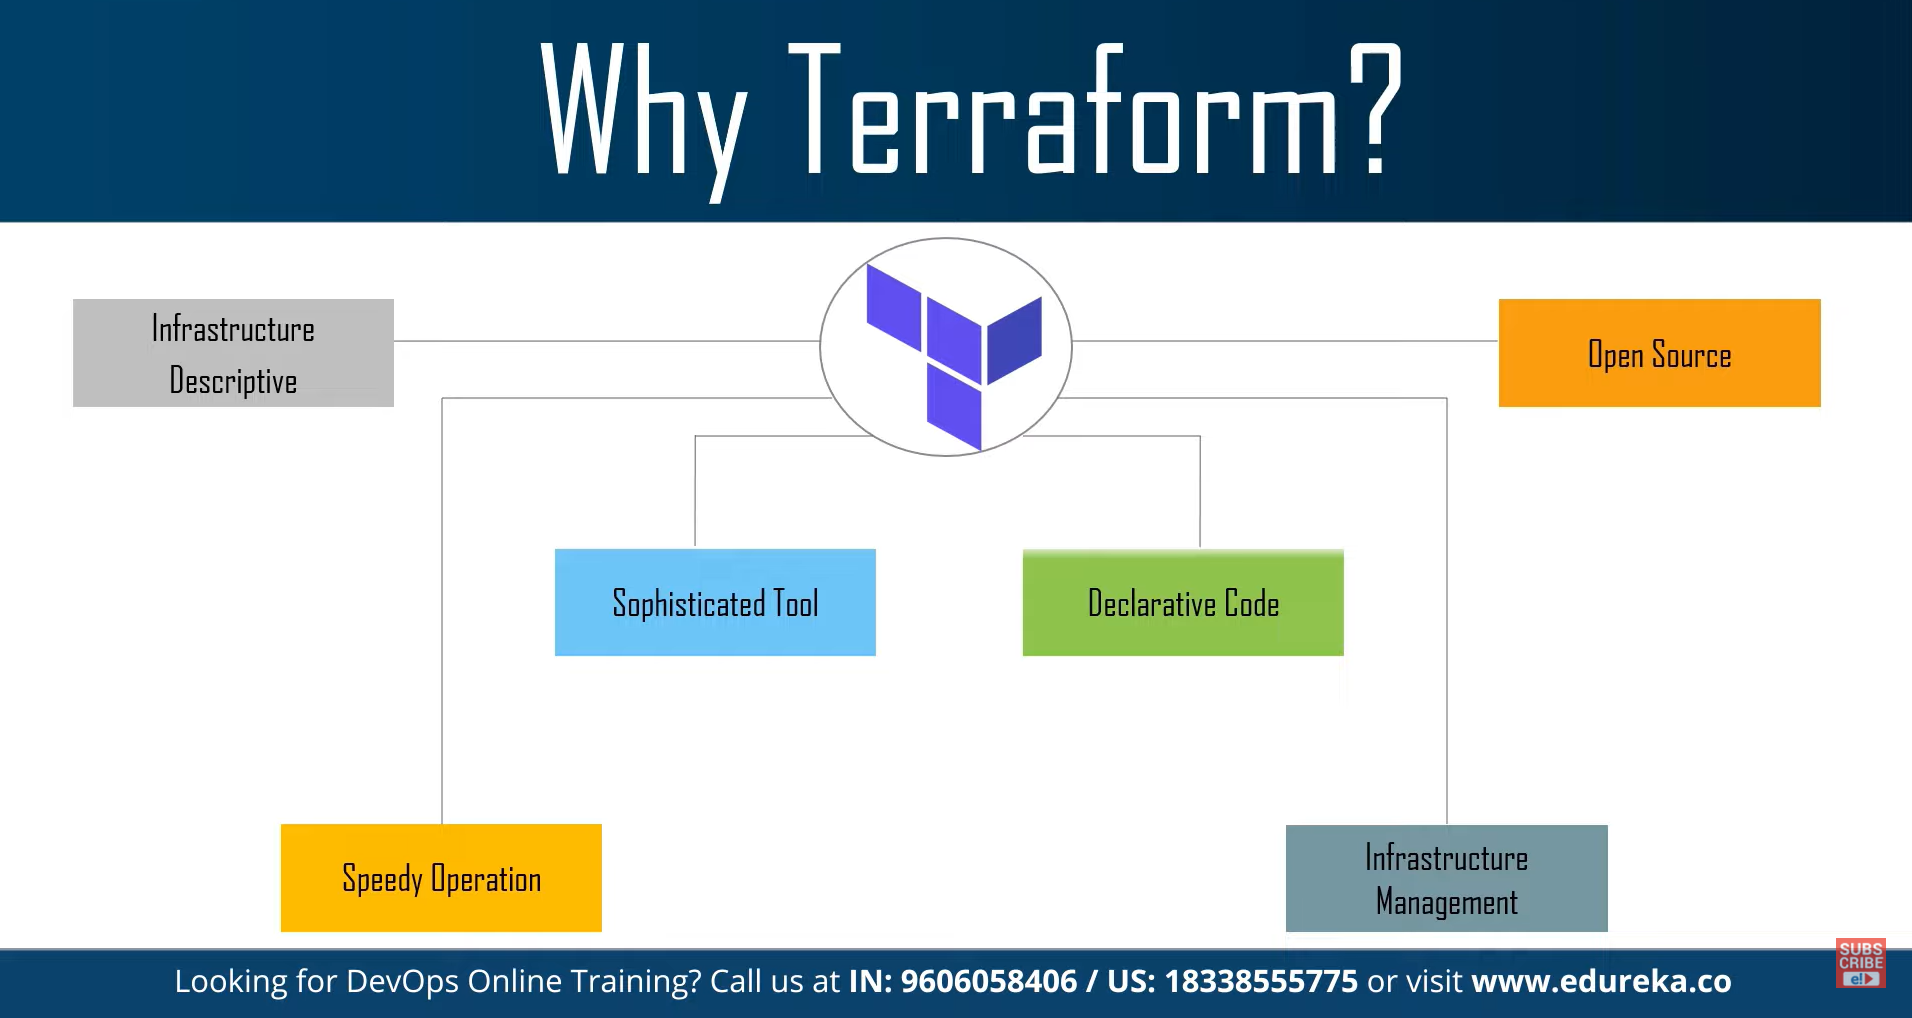 Why Terraform?
Infrastructure
Descriptive
Open Source
Sophisticated Tool
Declarative Code
Speedy Operation
Infrastructure
Management
Looking for DevOps Online Training? Call us at IN: 9606058406 / US: 18338555775 or visit www.edureka.co
SUBS
CRIBE
e!